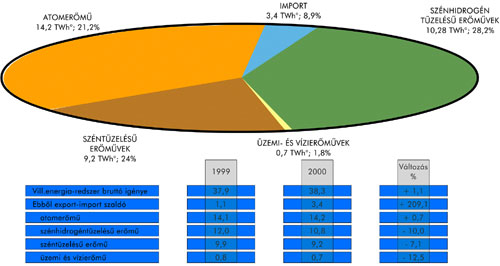 IMPORT
3,4 TWh*; 8,9%
ATOMERŐMŰ
14,2 TWh*; 21,2%
SZÉNHIDROGÉN
TÜZELÉSŰ ERŐMŰVEK
10,28 TWh*; 28,2%
SZÉNTÜZELÉSŰ
ERŐMŰVEK
9,2 TWh*; 24%
ÜZEMI- ÉS VÍZIERŐMŰVEK
0,7 TWh*; 1,8%
1999 2000 Változás
%
Vill.energia-redszer bruttó igénye 37,9 38,3 + 1,1
Ebből export-import szaldó 1,1 3,4 + 209,1
atomerőmű 14,1 14,2 + 0,7
szénhidrogéntüzelésű erőmű 12,0 10,8 - 10,0
széntüzelésű erőmű 9,9 9,2 - 7,1
üzemi és vízierőmű 0,8 0,7 - 12,5